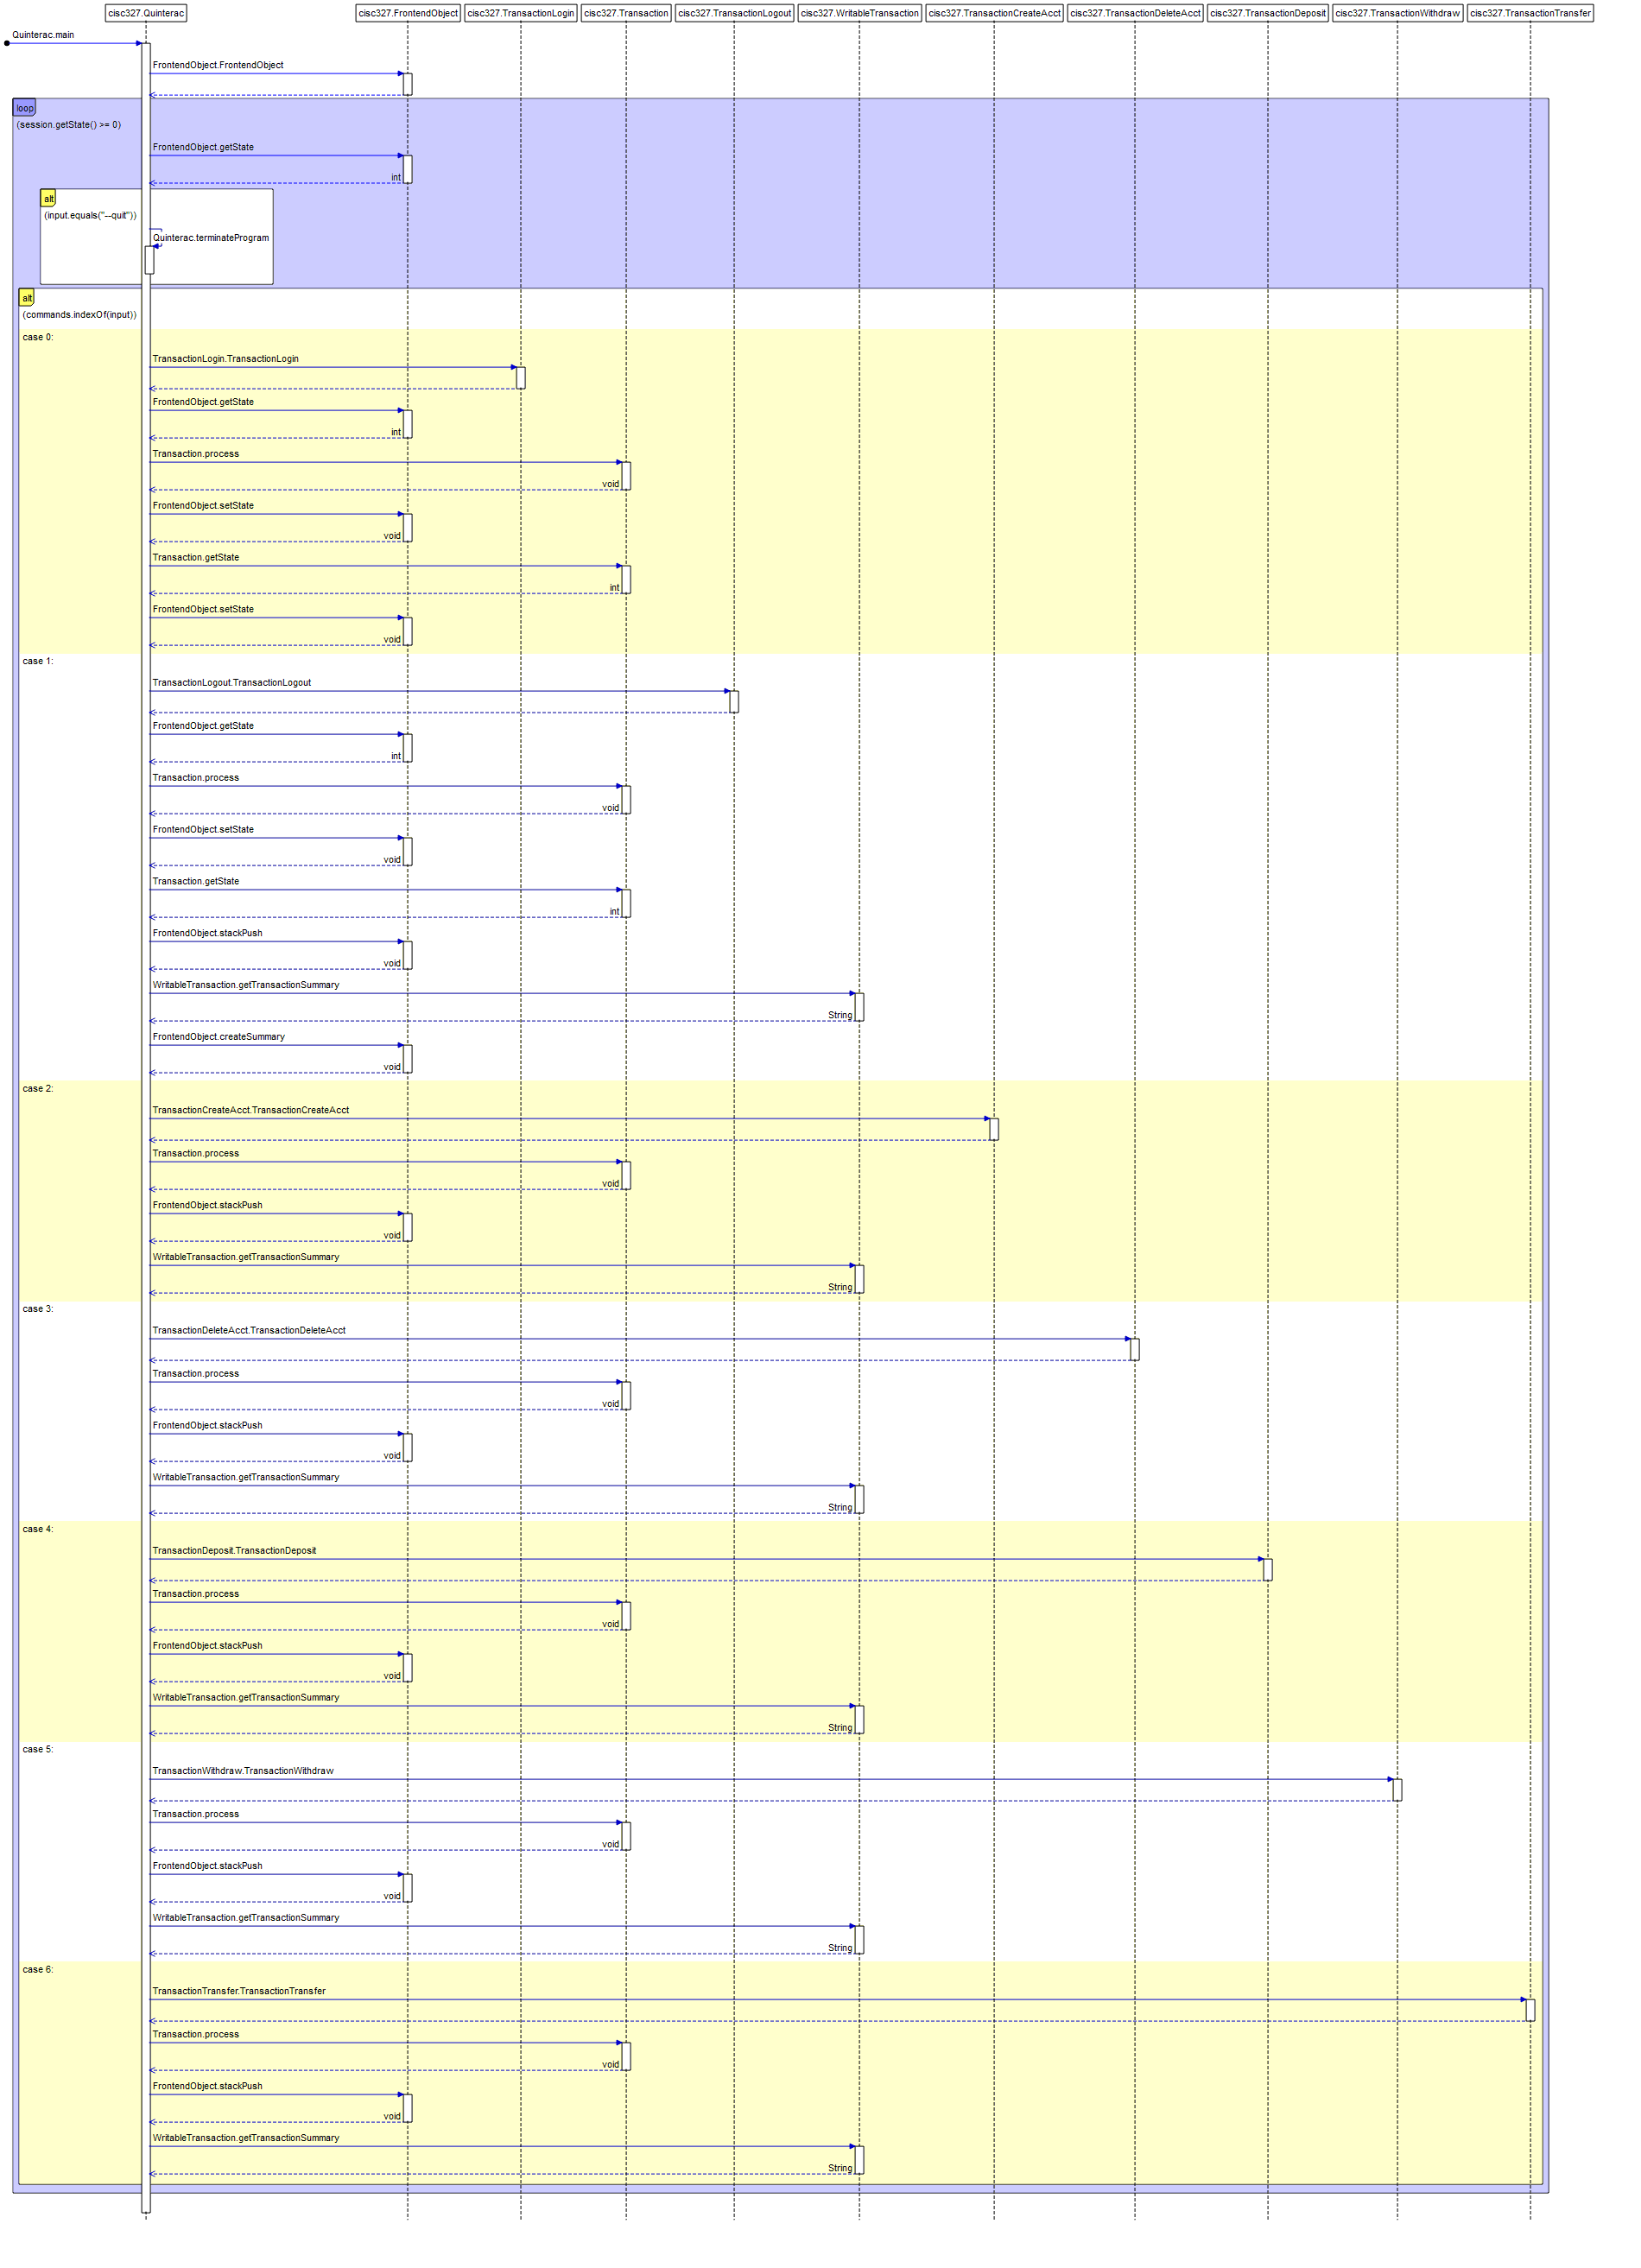 cisc327.Quinterac
cisc327.FrontendObject
cisc327.TransactionLogin
cisc327.Transaction
cisc327.TransactionLogout
cisc327.WritableTransaction
cisc327.TransactionCreateAcct
cisc327.TransactionDeleteAcct
cisc327.TransactionDeposit
cisc327.TransactionWithdraw
cisc327.TransactionTransfer
Quinterac.main
FrontendObject.FrontendObject
loop
(session.getState() >= 0)
FrontendObject.getState
int
alt
(input.equals("--quit"))
Quinterac.terminateProgram
alt
(commands.indexOf(input))
case 0:
TransactionLogin.TransactionLogin
FrontendObject.getState
int
Transaction.process
void
FrontendObject.setState
void
Transaction.getState
int
FrontendObject.setState
void
case 1:
TransactionLogout.TransactionLogout
FrontendObject.getState
int
Transaction.process
void
FrontendObject.setState
void
Transaction.getState
int
FrontendObject.stackPush
void
WritableTransaction.getTransactionSummary
String
FrontendObject.createSummary
void
case 2:
TransactionCreateAcct.TransactionCreateAcct
Transaction.process
void
FrontendObject.stackPush
void
WritableTransaction.getTransactionSummary
String
case 3:
TransactionDeleteAcct.TransactionDeleteAcct
Transaction.process
void
FrontendObject.stackPush
void
WritableTransaction.getTransactionSummary
String
case 4:
TransactionDeposit.TransactionDeposit
Transaction.process
void
FrontendObject.stackPush
void
WritableTransaction.getTransactionSummary
String
case 5:
TransactionWithdraw.TransactionWithdraw
Transaction.process
void
FrontendObject.stackPush
void
WritableTransaction.getTransactionSummary
String
case 6:
TransactionTransfer.TransactionTransfer
Transaction.process
void
FrontendObject.stackPush
void
WritableTransaction.getTransactionSummary
String